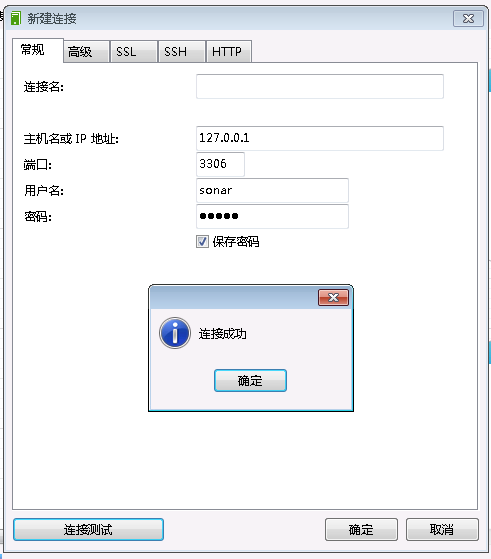 新建连接
常规 高级 SSL SSH HTTP
连接名:
主机名或 IP 地址: 127.0.0.1
端口: 3306
用户名: sonar
密码: ●●●●●
保存密码
连接成功
确定
连接测试 确定 取消